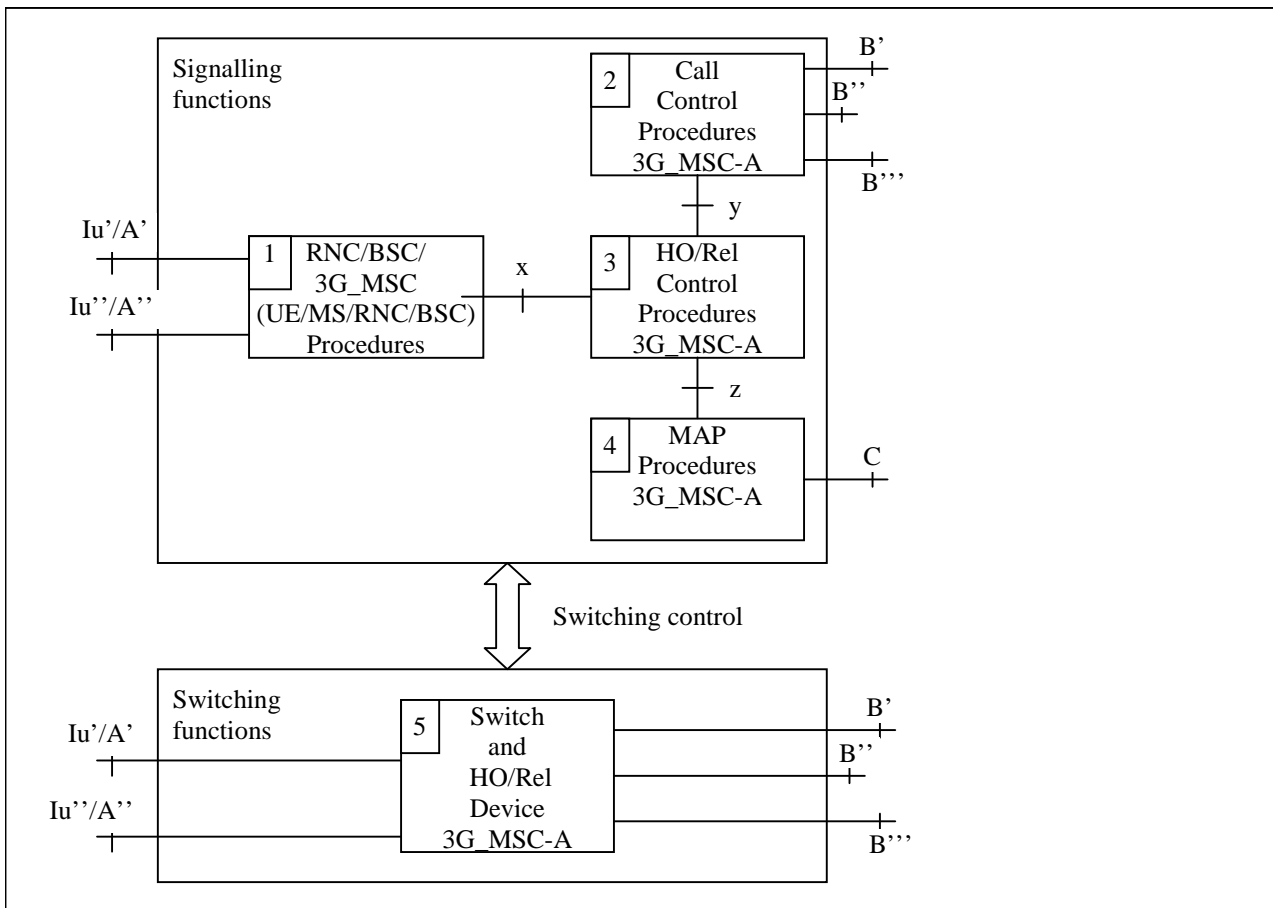 Signalling
functions
2
Call
Control
Procedures
3G_MSC-A
B’
B’’
B’’’
y
Iu’/A’
Iu’’/A’’
1
RNC/BSC/
3G_MSC
(UE/MS/RNC/BSC)
Procedures
x
3
HO/Rel
Control
Procedures
3G_MSC-A
z
4
MAP
Procedures
3G_MSC-A
C
Switching control
Switching
functions
Iu’/A’
Iu’’/A’’
5
Switch
and
HO/Rel
Device
3G_MSC-A
B’
B’’
B’’’